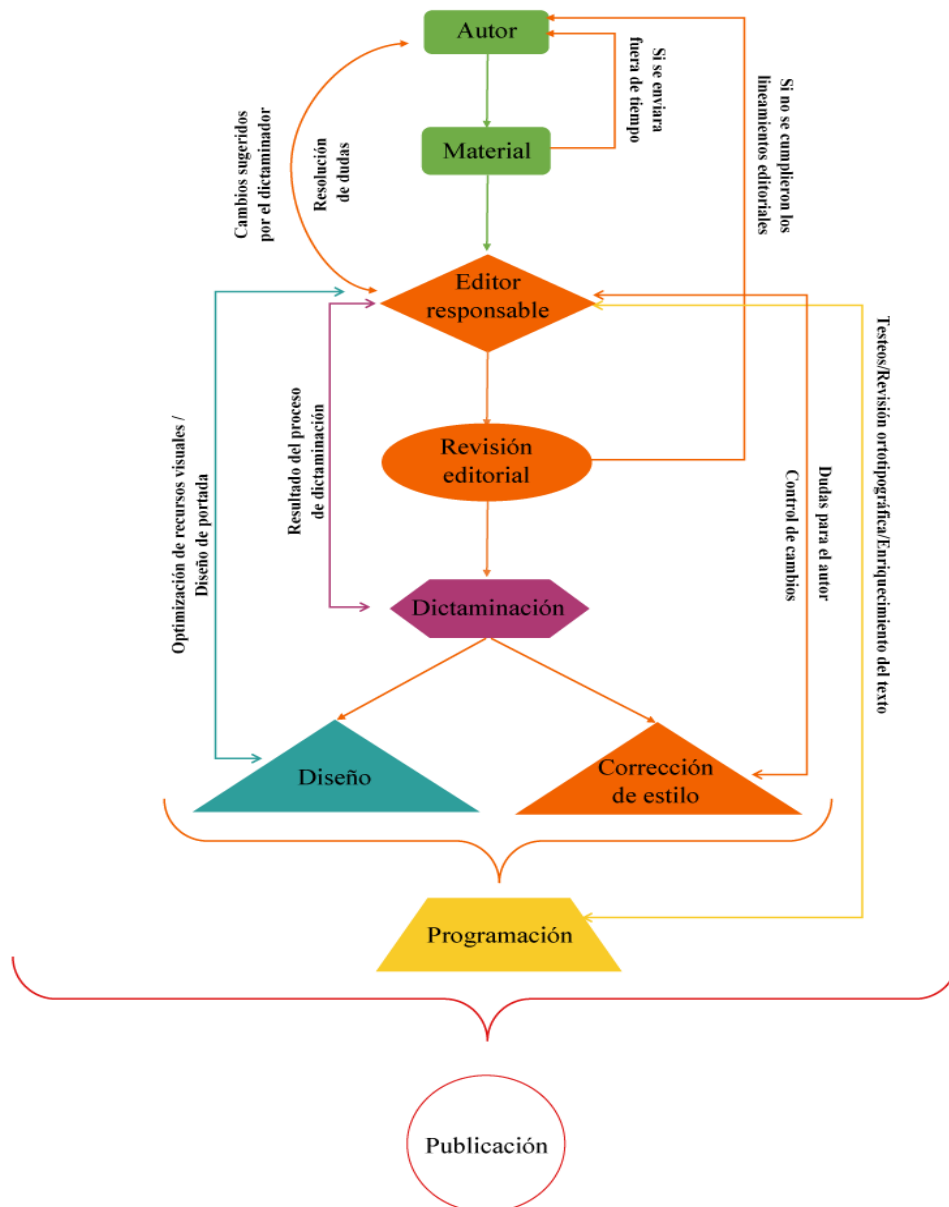 Autor
Si se enviara
fuera de tiempo
Si no se cumplieron los
lineamientos editoriales
Cambios sugeridos
por el dictaminador
Resolución
de dudas
Material
Editor
responsable
Optimización de recursos visuales /
Diseño de portada
Resultado del proceso
de dictaminación
Revisión
editorial
Dudas para el autor
Control de cambios
Testeos/Revisión ortotipográfica/Enriquecimiento del texto
Dictaminación
Diseño
Corrección
de estilo
Programación
Publicación